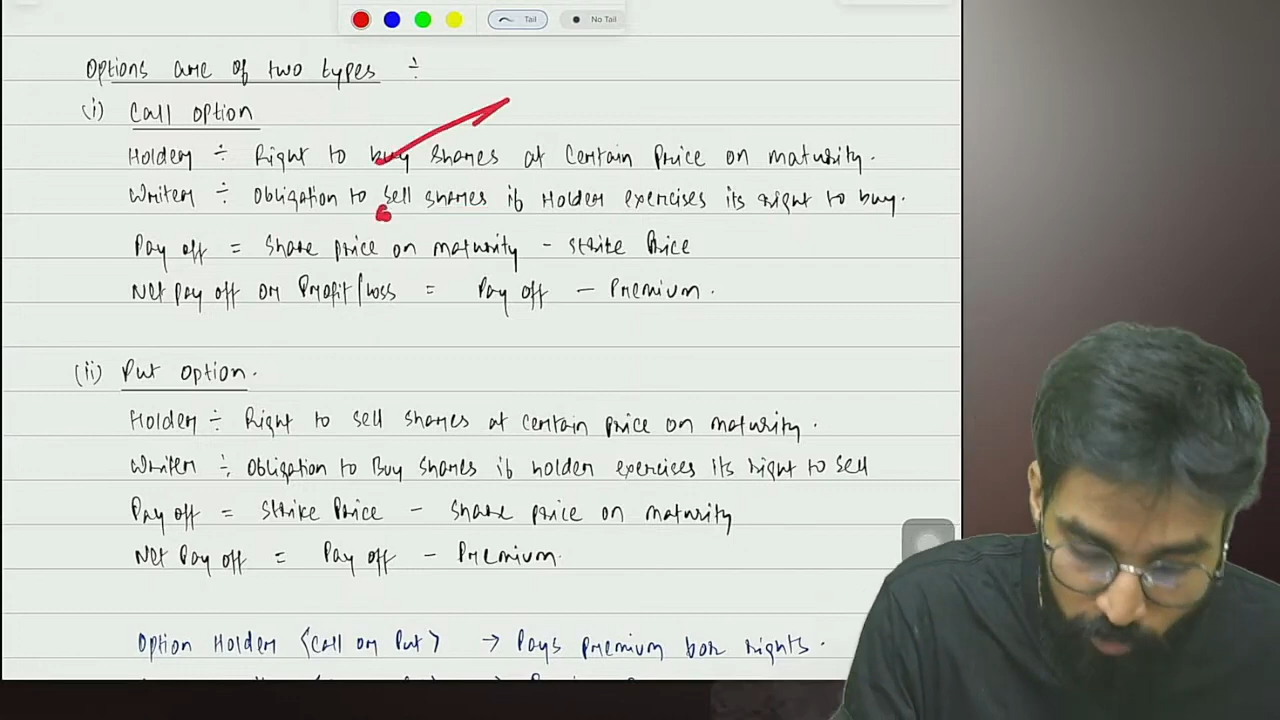 Tail
No Tail
Options are of two types ÷
(i) Call option
Holder ÷ Right to buy shares at certain price on maturity.
Writer ÷ obligation to sell shares if Holder exercises its right to buy.
Pay off = share price on maturity - strike price
Net pay off or Profit/loss = Pay off - Premium.
(ii) Put option.
Holder ÷ Right to sell shares at certain price on maturity.
Writer ÷ obligation to Buy shares if holder exercises its right to sell
Pay off = strike price - share price on maturity
Net pay off = Pay off - Premium.
Option Holder (call or Put) → Pays premium for rights.